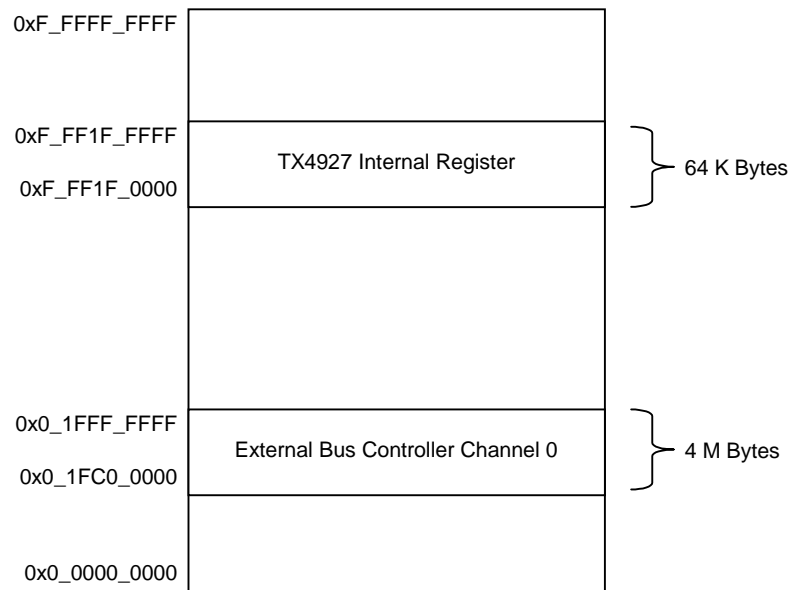 0xF_FFFF_FFFF
0xF_FF1F_FFFF
TX4927 Internal Register
64 K Bytes
0xF_FF1F_0000
0x0_1FFF_FFFF
External Bus Controller Channel 0
4 M Bytes
0x0_1FC0_0000
0x0_0000_0000